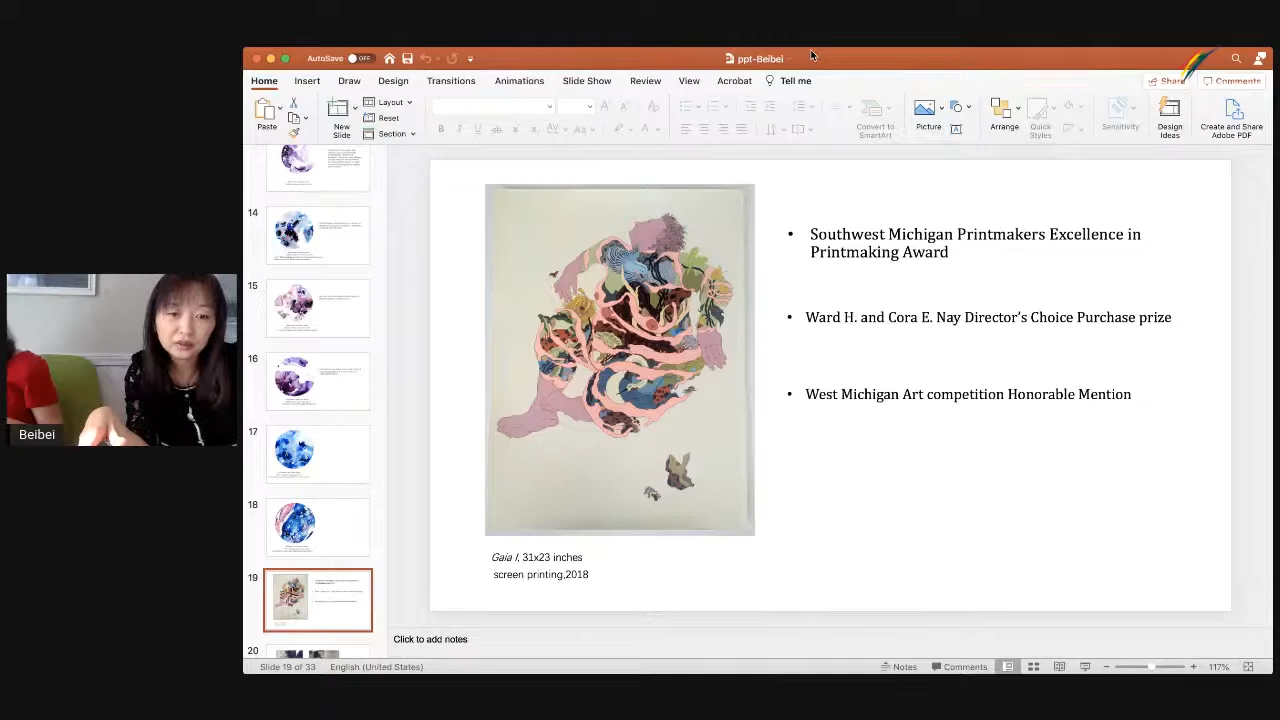 AutoSave OFF
ppt-Beibei
Home Insert Draw Design Transitions Animations Slide Show Review View Acrobat Tell me
Share Comments
Paste
New Slide
Layout
Reset
Section
Convert to SmartArt
Picture
Arrange
Quick Styles
Sensitivity
Design Ideas
Create and Share Adobe PDF
14
15
16
17
18
19
20
Southwest Michigan Printmakers Excellence in
Printmaking Award
Ward H. and Cora E. Nay Director's Choice Purchase prize
West Michigan Art competition Honorable Mention
Gaia I, 31x23 inches
screen printing,2018
Beibei
Click to add notes
Slide 19 of 33 English (United States)
Notes Comments 117%